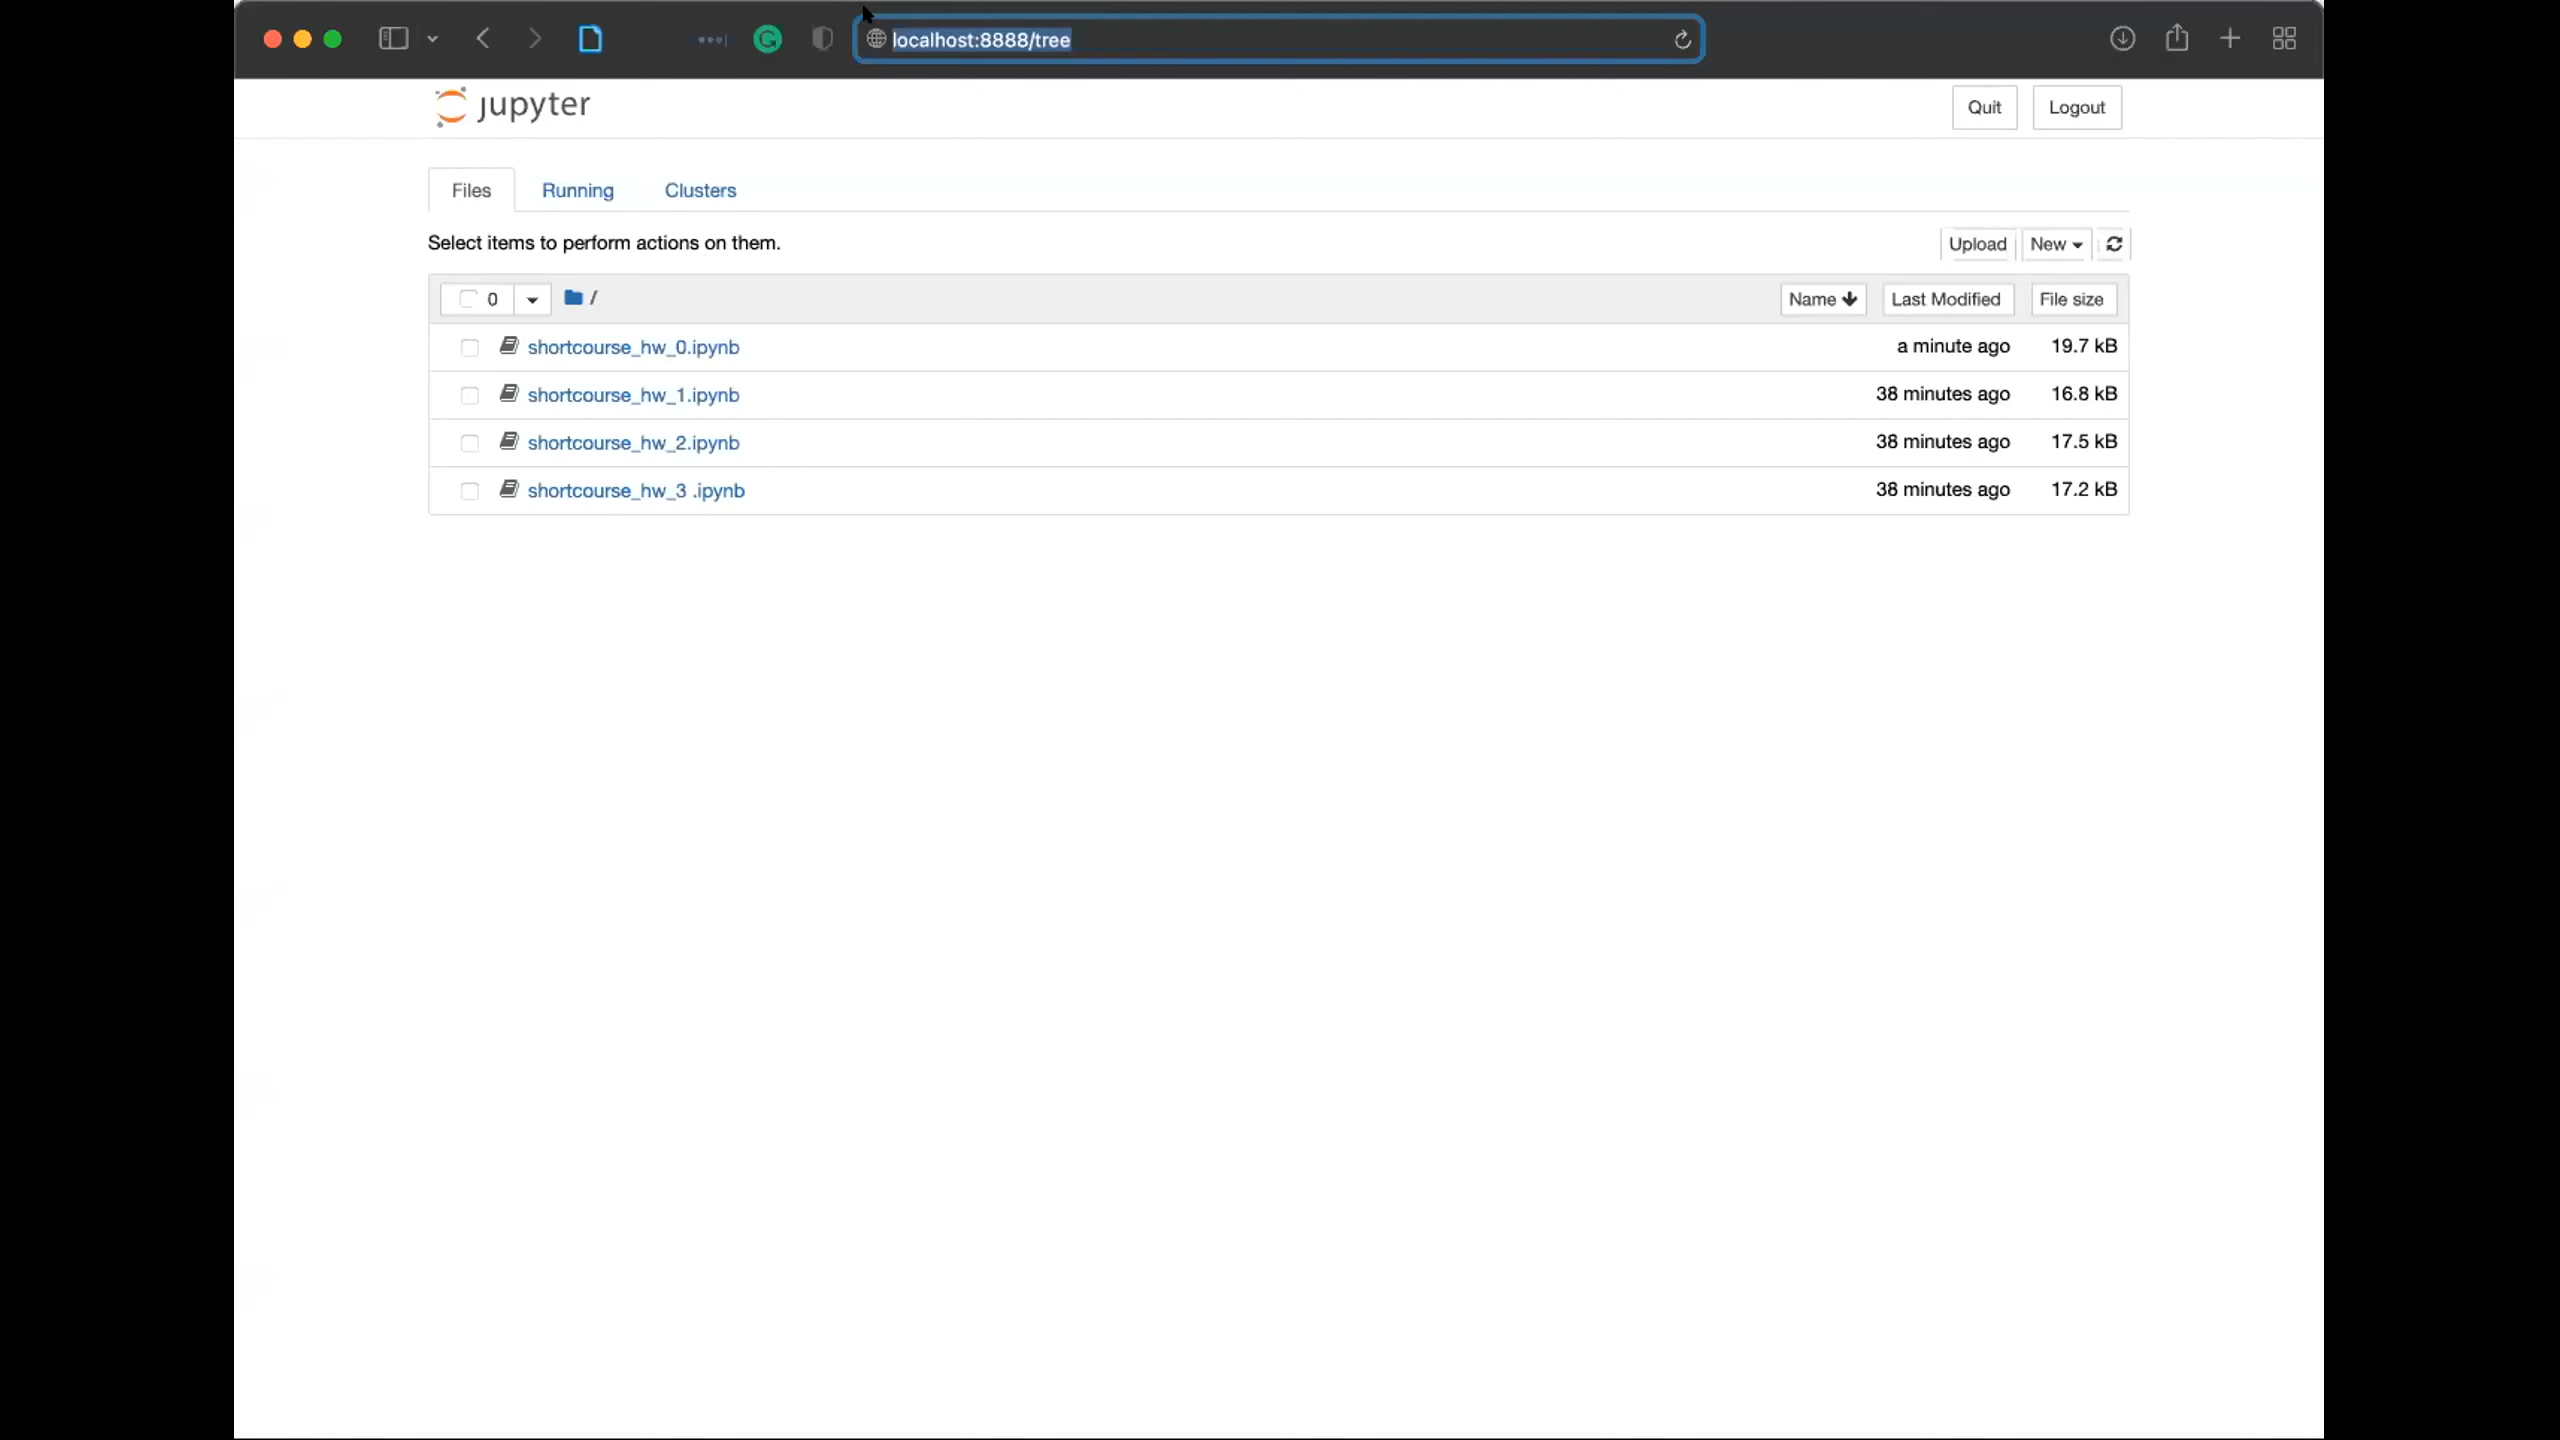 localhost:8888/tree
jupyter
Quit
Logout
Files
Running
Clusters
Select items to perform actions on them.
Upload
New
0
/
Name
Last Modified
File size
shortcourse_hw_0.ipynb
a minute ago
19.7 kB
shortcourse_hw_1.ipynb
38 minutes ago
16.8 kB
shortcourse_hw_2.ipynb
38 minutes ago
17.5 kB
shortcourse_hw_3 .ipynb
38 minutes ago
17.2 kB